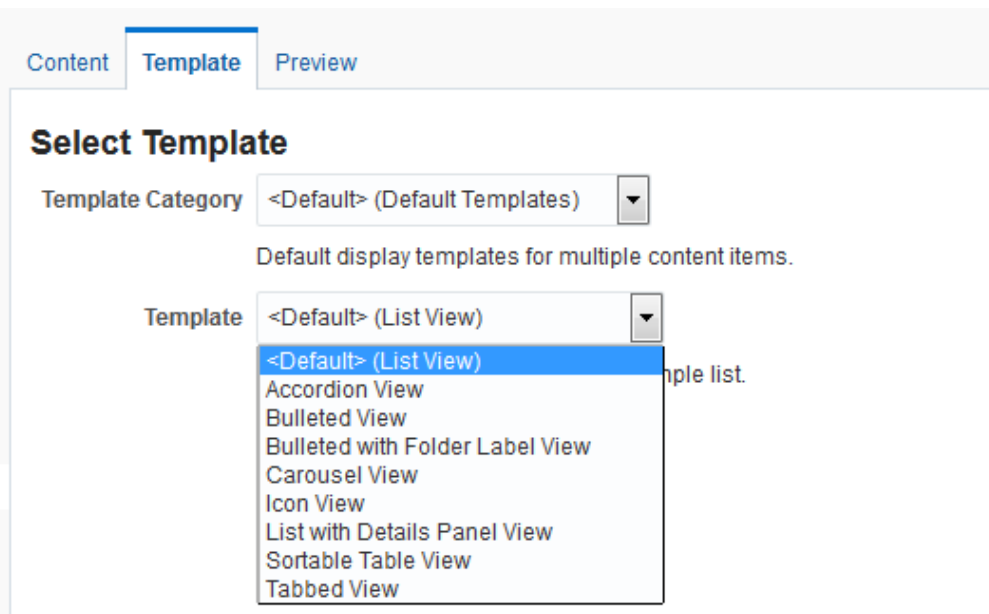 Content Template Preview
Select Template
Template Category <Default> (Default Templates)
Default display templates for multiple content items.
Template <Default> (List View)
<Default> (List View)
list.
Accordion View
Bulleted View
Bulleted with Folder Label View
Carousel View
Icon View
List with Details Panel View
Sortable Table View
Tabbed View